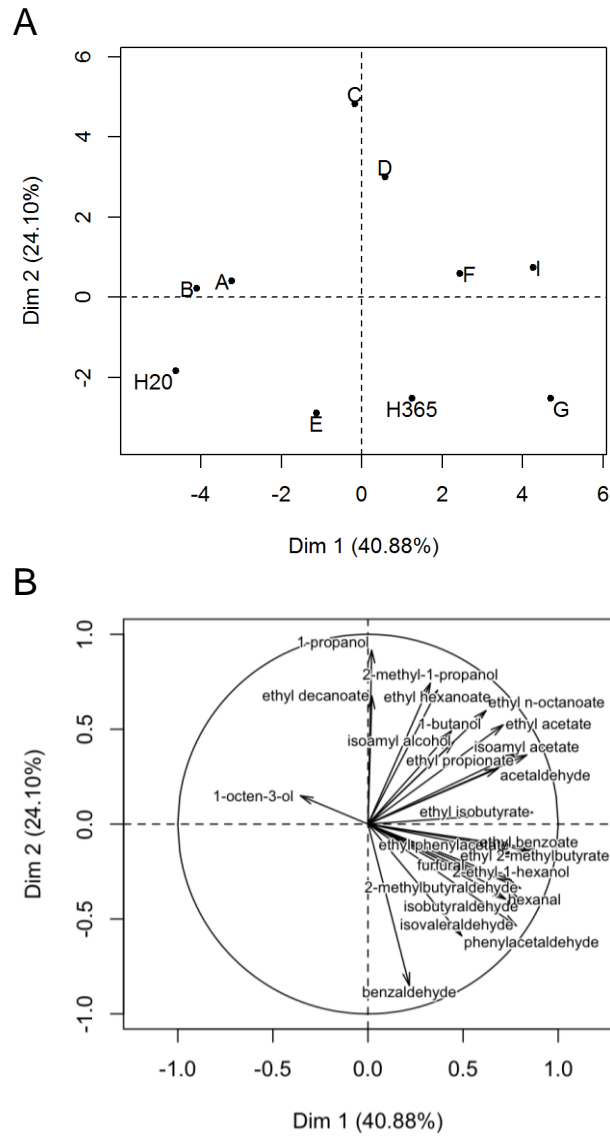 A
6
4
2
0
-2
Dim 2 (24.10%)
C
D
B
A
F
I
H20
E
H365
G
-4 -2 0 2 4 6
Dim 1 (40.88%)
B
1.0
0.5
0.0
-0.5
-1.0
Dim 2 (24.10%)
1-propanol
2-methyl-1-propanol
ethyl decanoate
ethyl hexanoate
ethyl n-octanoate
1-butanol
ethyl acetate
isoamyl alcohol
isoamyl acetate
ethyl propionate
acetaldehyde
1-octen-3-ol
ethyl isobutyrate
ethyl benzoate
ethyl phenylacetate
ethyl 2-methylbutyrate
furfural
2-ethyl-1-hexanol
2-methylbutyraldehyde
hexanal
isobutyraldehyde
isovaleraldehyde
phenylacetaldehyde
benzaldehyde
-1.0 -0.5 0.0 0.5 1.0
Dim 1 (40.88%)